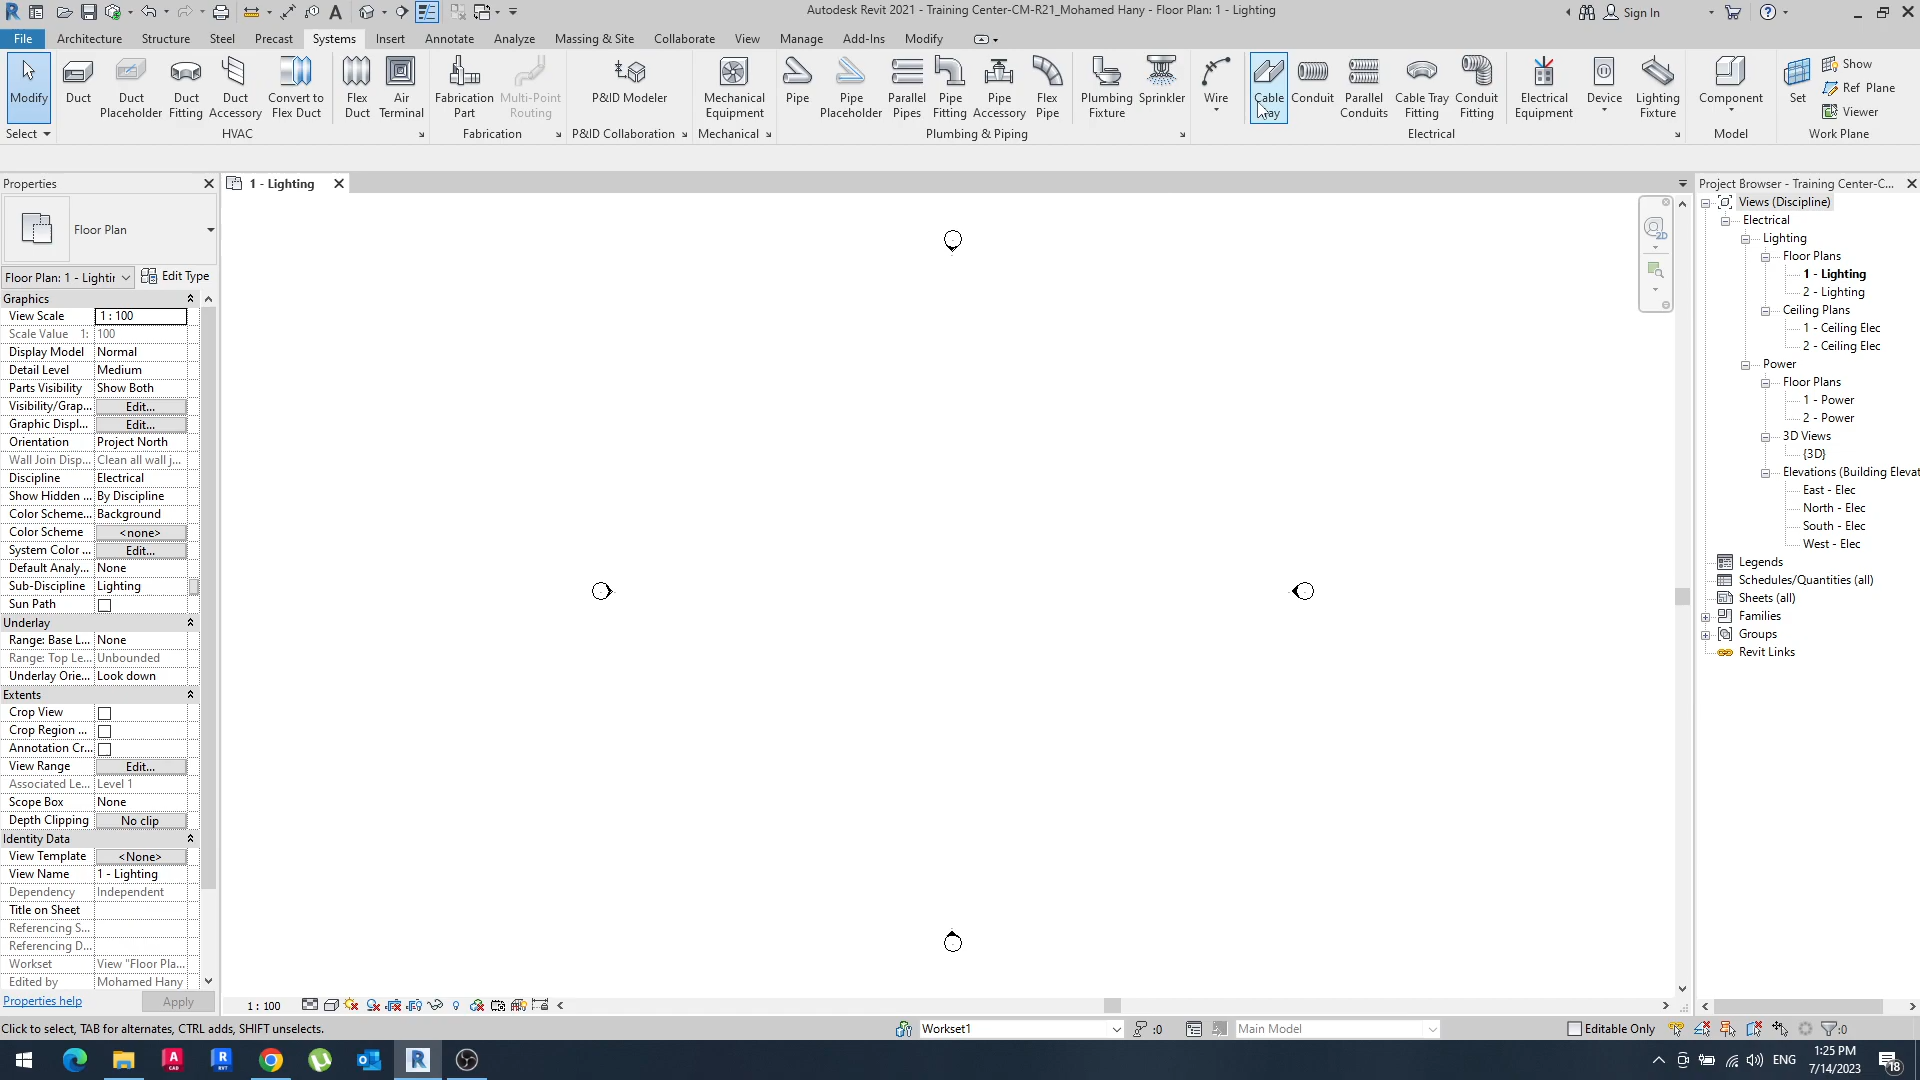 Autodesk Revit 2021 - Training Center-CM-R21_Mohamed Hany - Floor Plan: 1 - Lighting
Sign In
File Architecture Structure Steel Precast Systems Insert Annotate Analyze Massing & Site Collaborate View Manage Add-Ins Modify
Modify
Duct
Duct Placeholder
Duct Fitting
Duct Accessory
Convert to Flex Duct
Flex Duct
Air Terminal
Fabrication Part
Multi-Point Routing
P&ID Modeler
Mechanical Equipment
Pipe
Pipe Placeholder
Parallel Pipes
Pipe Fitting
Pipe Accessory
Flex Pipe
Plumbing Fixture
Sprinkler
Wire
Cable Tray
Conduit
Parallel Conduits
Cable Tray Fitting
Conduit Fitting
Electrical Equipment
Device
Lighting Fixture
Component
Set
Show
Ref Plane
Viewer
Select HVAC Fabrication P&ID Collaboration Mechanical Plumbing & Piping Electrical Model Work Plane
Properties
Floor Plan
Floor Plan: 1 - Lightir Edit Type
Graphics
View Scale 1 : 100
Scale Value 1: 100
Display Model Normal
Detail Level Medium
Parts Visibility Show Both
Visibility/Grap... Edit...
Graphic Displ... Edit...
Orientation Project North
Wall Join Disp... Clean all wall j...
Discipline Electrical
Show Hidden ... By Discipline
Color Scheme... Background
Color Scheme <none>
System Color ... Edit...
Default Analy... None
Sub-Discipline Lighting
Sun Path
Underlay
Range: Base L... None
Range: Top Le... Unbounded
Underlay Orie... Look down
Extents
Crop View
Crop Region ...
Annotation Cr...
View Range Edit...
Associated Le... Level 1
Scope Box None
Depth Clipping No clip
Identity Data
View Template <None>
View Name 1 - Lighting
Dependency Independent
Title on Sheet
Referencing S...
Referencing D...
Workset View "Floor Pla...
Edited by Mohamed Hany
Properties help Apply
1 - Lighting
2D
1 : 100
Project Browser - Training Center-C...
Views (Discipline)
Electrical
Lighting
Floor Plans
1 - Lighting
2 - Lighting
Ceiling Plans
1 - Ceiling Elec
2 - Ceiling Elec
Power
Floor Plans
1 - Power
2 - Power
3D Views
{3D}
Elevations (Building Elevat
East - Elec
North - Elec
South - Elec
West - Elec
Legends
Schedules/Quantities (all)
Sheets (all)
Families
Groups
Revit Links
Click to select, TAB for alternates, CTRL adds, SHIFT unselects.
Workset1
:0
Main Model
Editable Only
:0
ENG
1:25 PM
7/14/2023
18